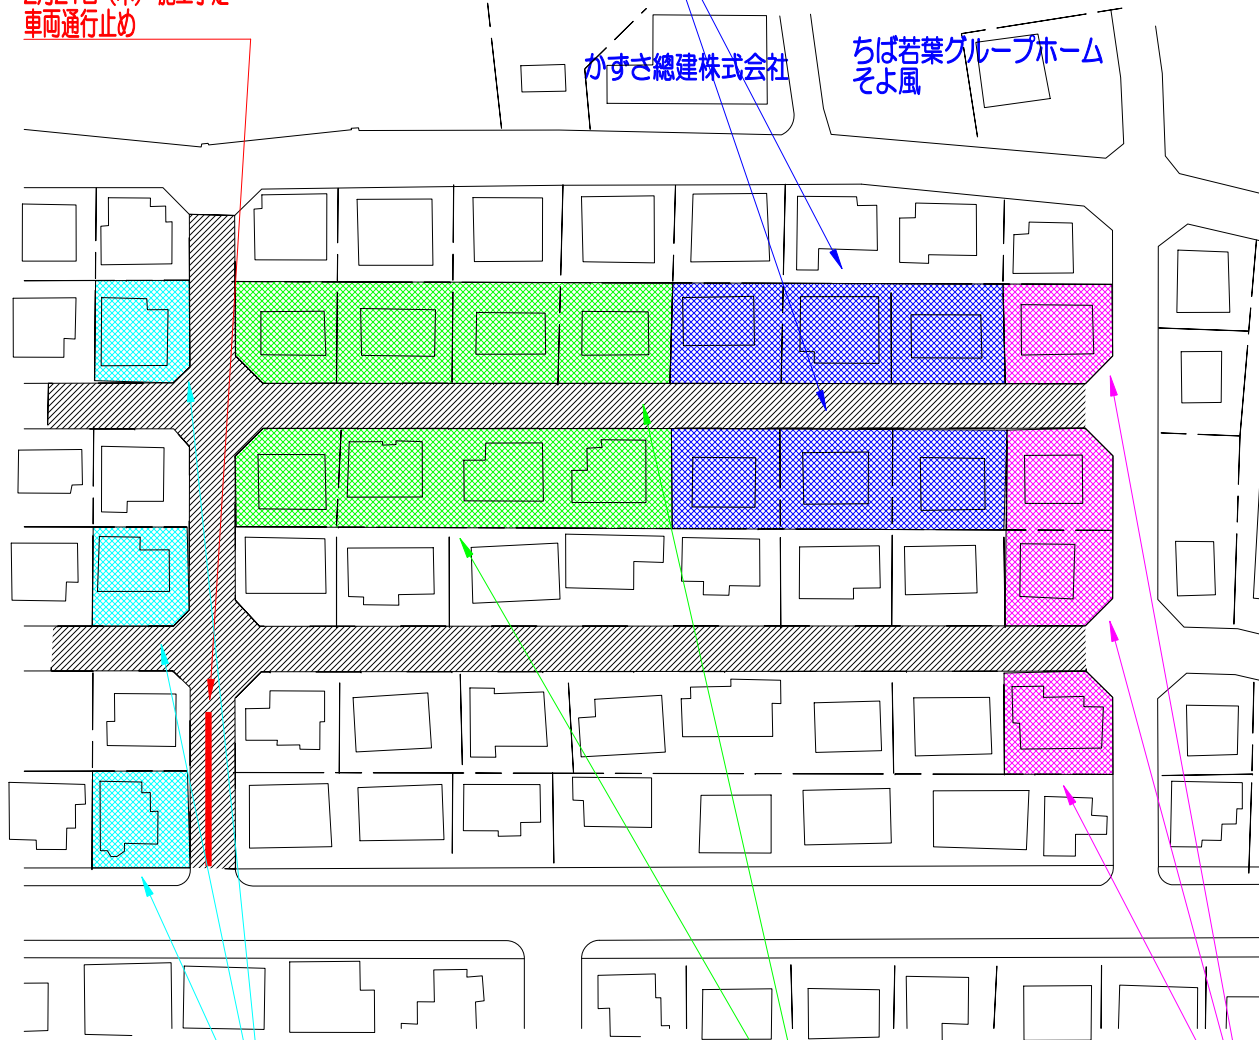 車両通行止め
かずさ總建株式会社
ちば若葉グループホーム
そよ風